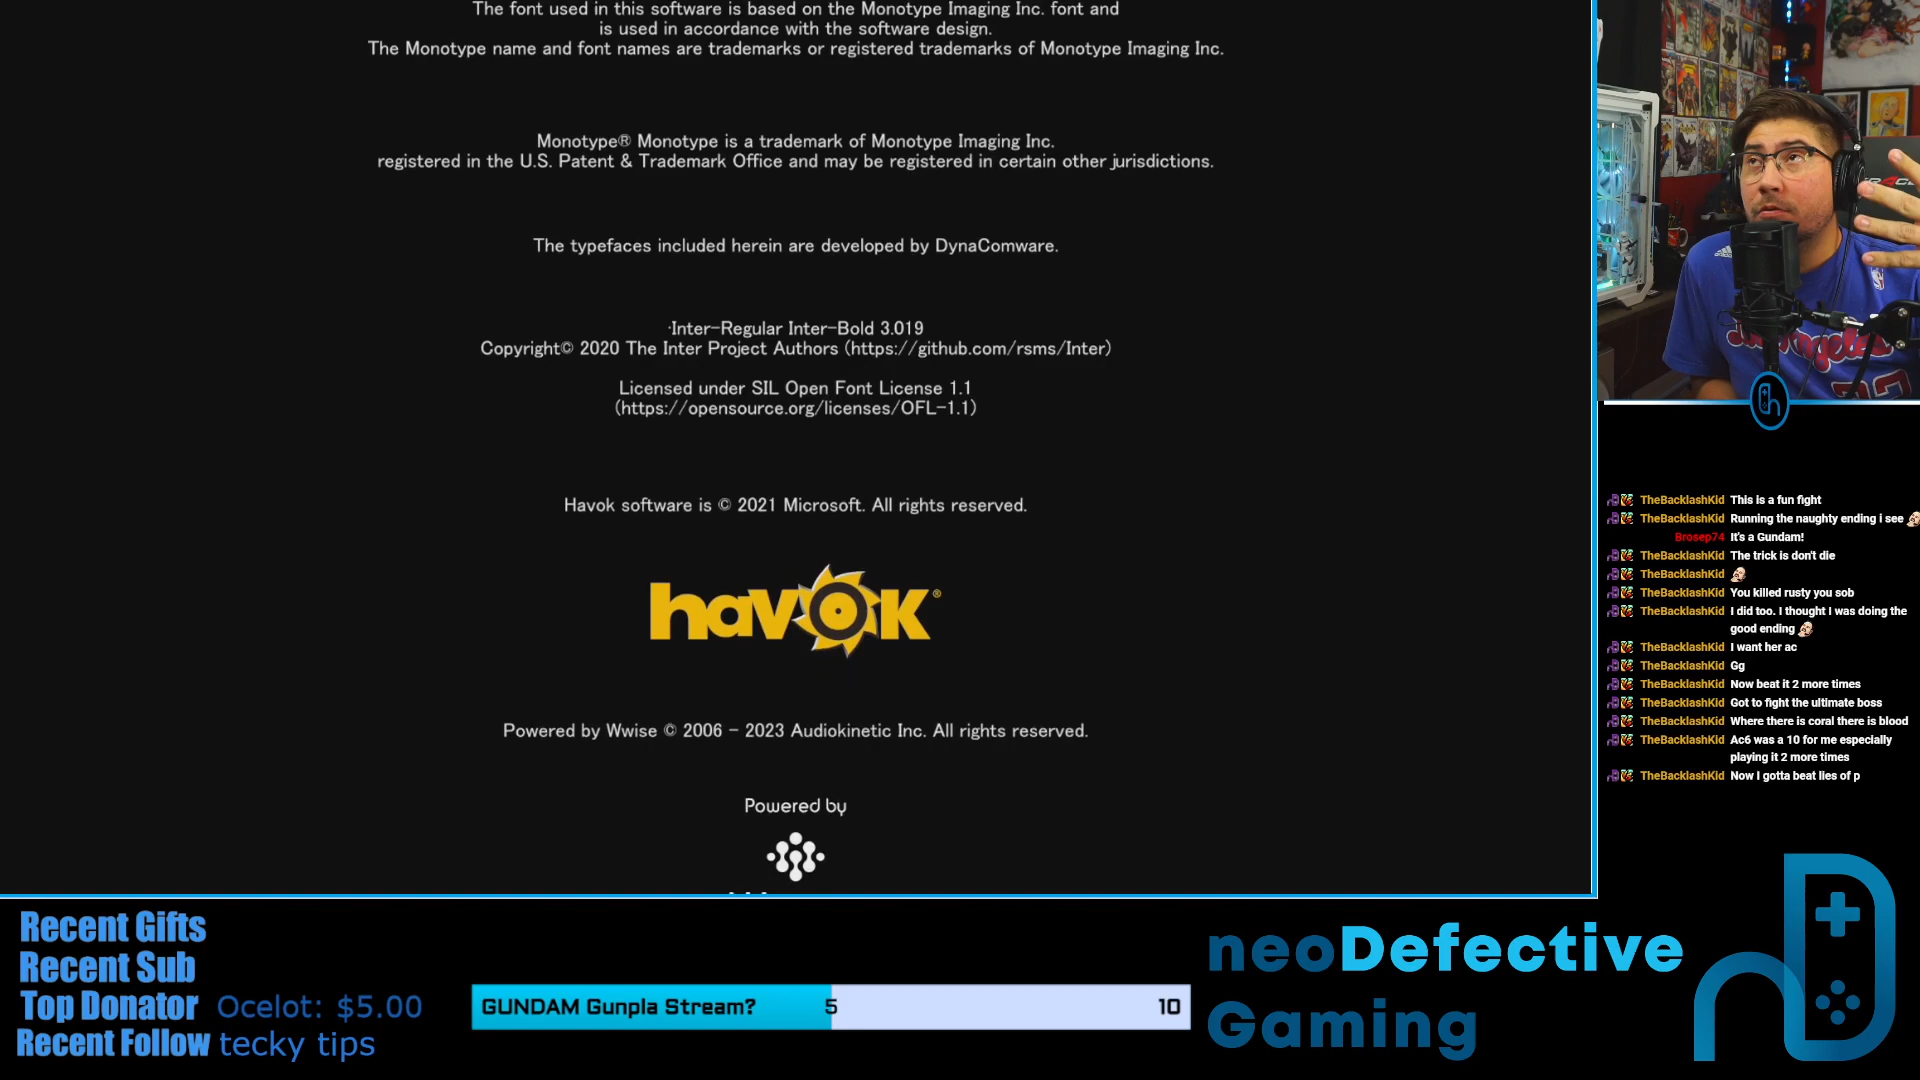 The font used in this software is based on the Monotype Imaging Inc. font and
is used in accordance with the software design.
The Monotype name and font names are trademarks or registered trademarks of Monotype Imaging Inc.
Monotype® Monotype is a trademark of Monotype Imaging Inc.
registered in the U.S. Patent & Trademark Office and may be registered in certain other jurisdictions.
The typefaces included herein are developed by DynaComware.
·Inter-Regular Inter-Bold 3.019
Copyright© 2020 The Inter Project Authors (https://github.com/rsms/Inter)
Licensed under SIL Open Font License 1.1
(https://opensource.org/licenses/OFL-1.1)
Havok software is © 2021 Microsoft. All rights reserved.
havok®
Powered by Wwise © 2006 - 2023 Audiokinetic Inc. All rights reserved.
Powered by
TheBacklashKid This is a fun fight
TheBacklashKid Running the naughty ending i see
Brosep74 It's a Gundam!
TheBacklashKid The trick is don't die
TheBacklashKid
TheBacklashKid You killed rusty you sob
TheBacklashKid I did too. I thought I was doing the
good ending
TheBacklashKid I want her ac
TheBacklashKid Gg
TheBacklashKid Now beat it 2 more times
TheBacklashKid Got to fight the ultimate boss
TheBacklashKid Where there is coral there is blood
TheBacklashKid Ac6 was a 10 for me especially
playing it 2 more times
TheBacklashKid Now I gotta beat lies of p
Recent Gifts
Recent Sub
Top Donator Ocelot: $5.00
Recent Follow tecky tips
GUNDAM Gunpla Stream? 5 10
neoDefective
Gaming